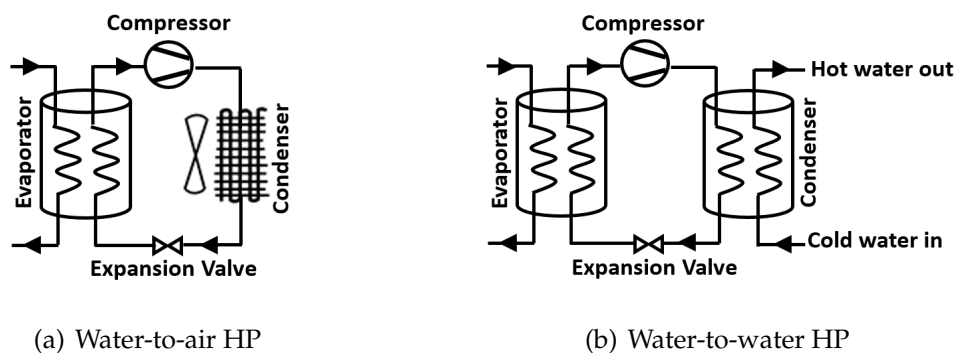 Compressor
Evaporator
Condenser
Expansion Valve
(a) Water-to-air HP
Compressor
Hot water out
Evaporator
Condenser
Cold water in
Expansion Valve
(b) Water-to-water HP